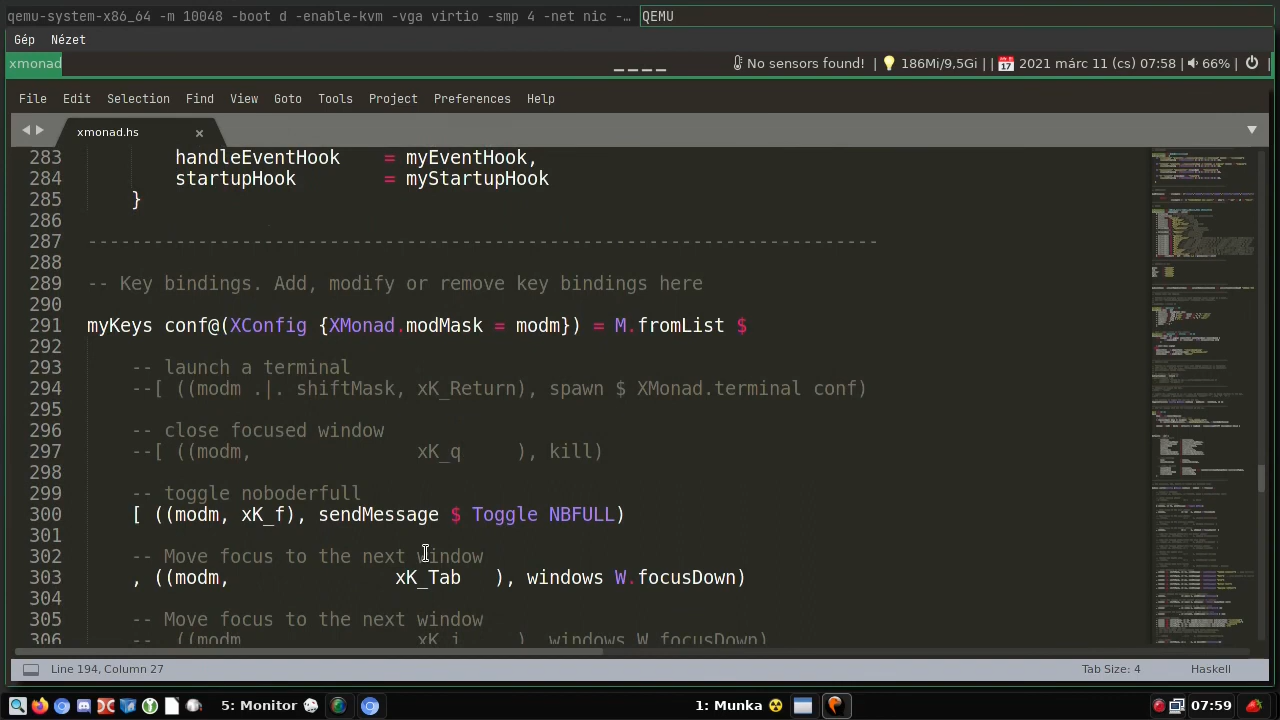 qemu-system-x86_64 -m 10048 -boot d -enable-kvm -vga virtio -smp 4 -net nic -…
QEMU
Gép Nézet
xmonad
No sensors found! | 186Mi/9,5Gi | | 2021 márc 11 (cs) 07:58 | 66% |
File Edit Selection Find View Goto Tools Project Preferences Help
xmonad.hs
283 handleEventHook = myEventHook,
284 startupHook = myStartupHook
285 }
286
287 ------------------------------------------------------------------------
288
289 -- Key bindings. Add, modify or remove key bindings here
290
291 myKeys conf@(XConfig {XMonad.modMask = modm}) = M.fromList $
292
293 -- launch a terminal
294 --[ ((modm .|. shiftMask, xK_Return), spawn $ XMonad.terminal conf)
295
296 -- close focused window
297 --[ ((modm, xK_q ), kill)
298
299 -- toggle noboderfull
300 [ ((modm, xK_f), sendMessage $ Toggle NBFULL)
301
302 -- Move focus to the next window
303 , ((modm, xK_Tab ), windows W.focusDown)
304
305 -- Move focus to the next window
306 -- ((modm windows W.focusDown)
Line 194, Column 27
Tab Size: 4
Haskell
5: Monitor
1: Munka
07:59